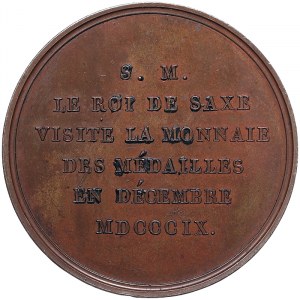 S. M.
LE ROI DE SAXE
VISITE LA MONNAIE
DES MÉDAILLES
EN DÉCEMBRE
MDCCCIX.